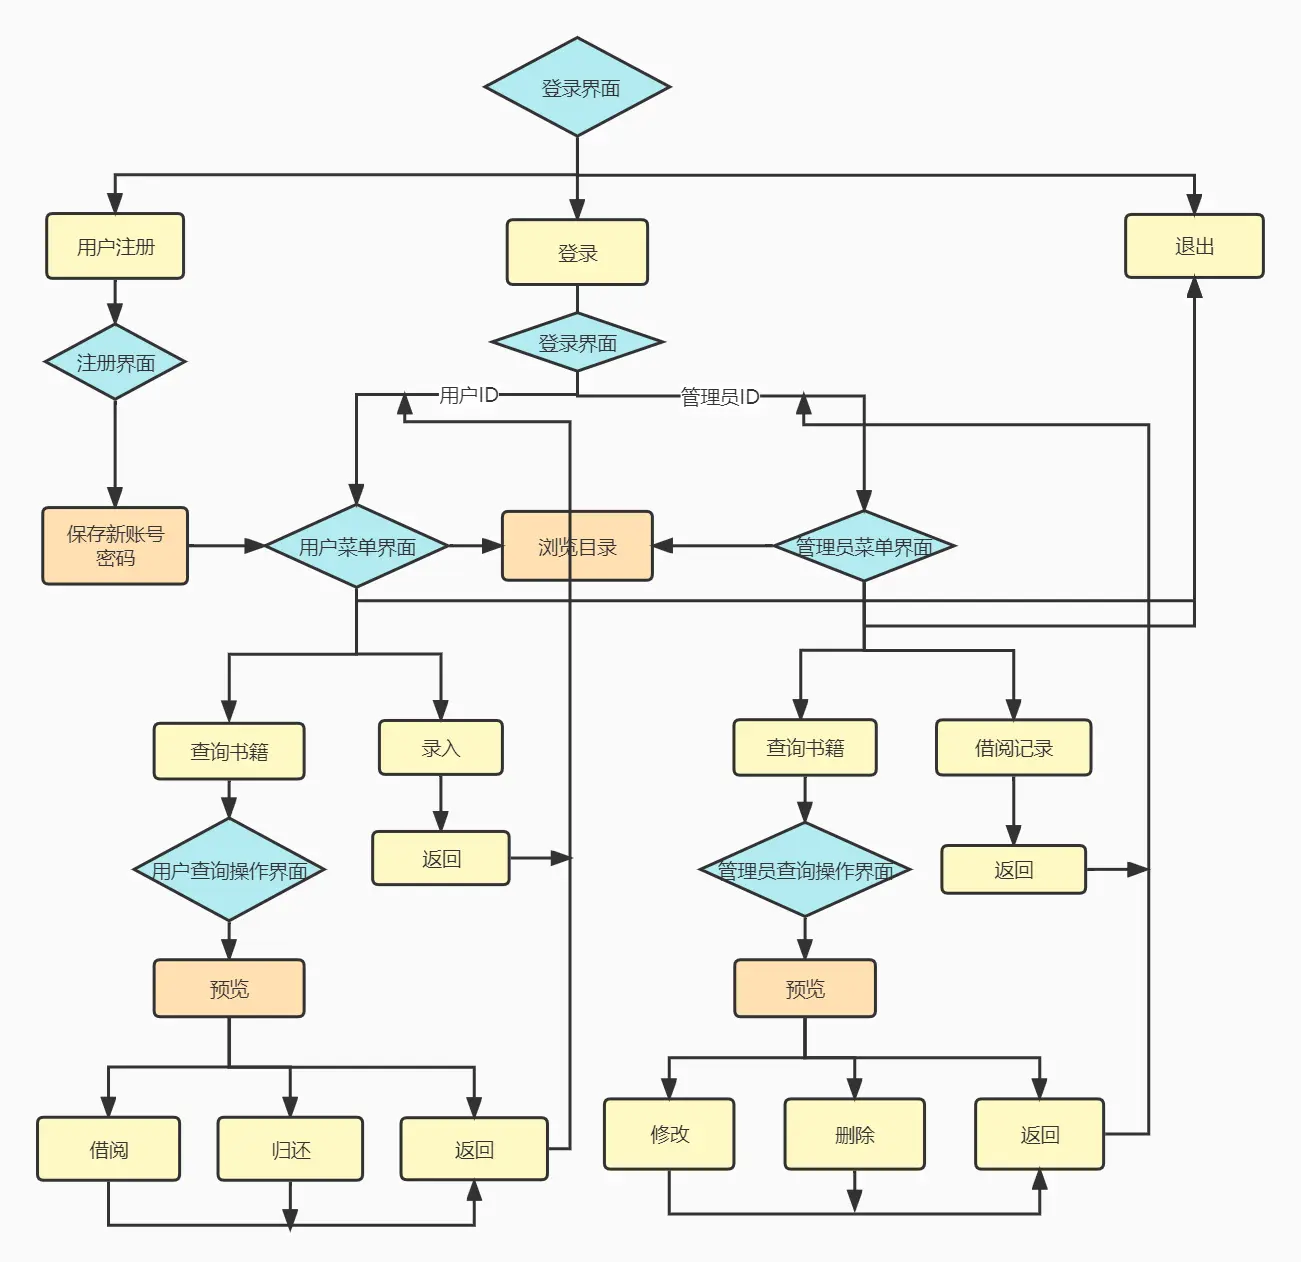 登录界面
用户注册
登录
退出
注册界面
登录界面
用户ID
管理员ID
保存新账号
密码
用户菜单界面
浏览目录
管理员菜单界面
查询书籍
录入
查询书籍
借阅记录
用户查询操作界面
返回
管理员查询操作界面
返回
预览
预览
借阅
归还
返回
修改
删除
返回